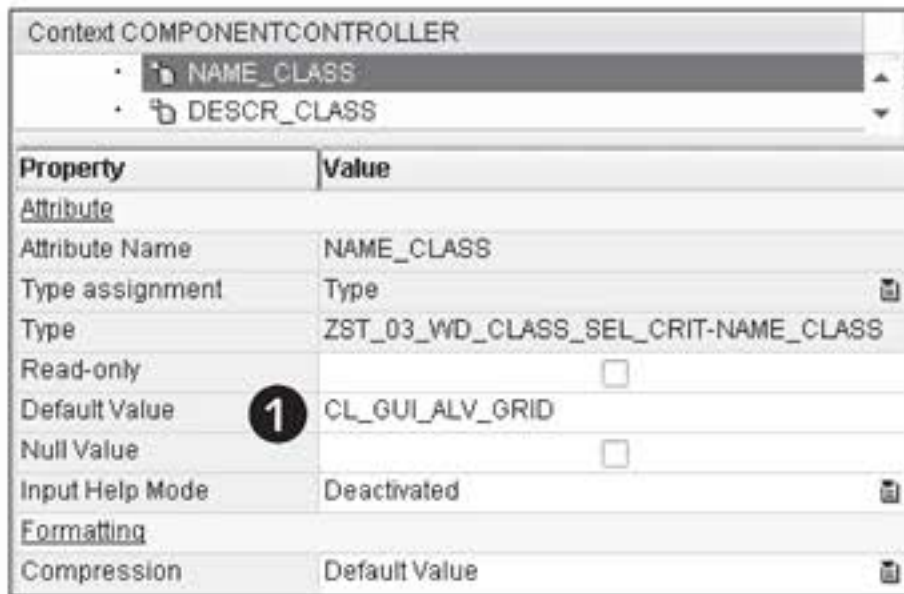 Context COMPONENTCONTROLLER
NAME_CLASS
DESCR_CLASS
Property Value
Attribute
Attribute Name NAME_CLASS
Type assignment Type
Type ZST_03_WD_CLASS_SEL_CRIT-NAME_CLASS
Read-only
Default Value 1 CL_GUI_ALV_GRID
Null Value
Input Help Mode Deactivated
Formatting
Compression Default Value